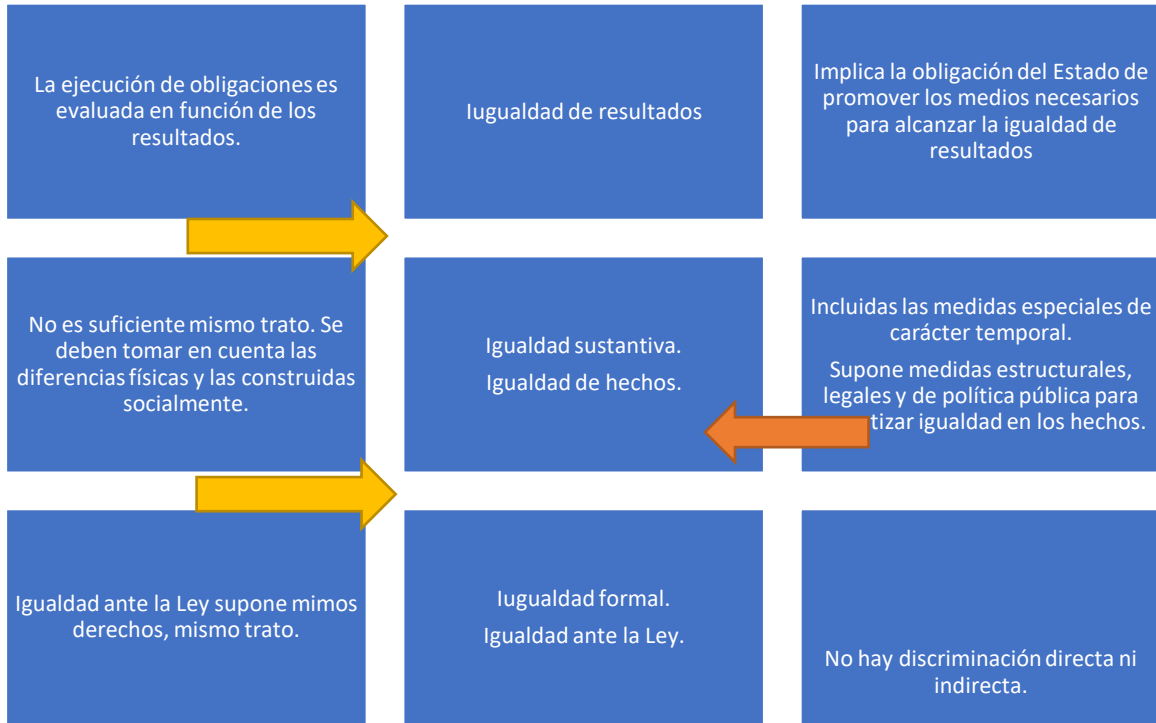 La ejecución de obligaciones es
evaluada en función de los
resultados.
Iugualdad de resultados
Implica la obligación del Estado de
promover los medios necesarios
para alcanzar la igualdad de
resultados
No es suficiente mismo trato. Se
deben tomar en cuenta las
diferencias físicas y las construidas
socialmente.
Igualdad sustantiva.
Igualdad de hechos.
Incluidas las medidas especiales de
carácter temporal.
Supone medidas estructurales,
legales y de política pública para
tizar igualdad en los hechos.
Igualdad ante la Ley supone mimos
derechos, mismo trato.
Iugualdad formal.
Igualdad ante la Ley.
No hay discriminación directa ni
indirecta.